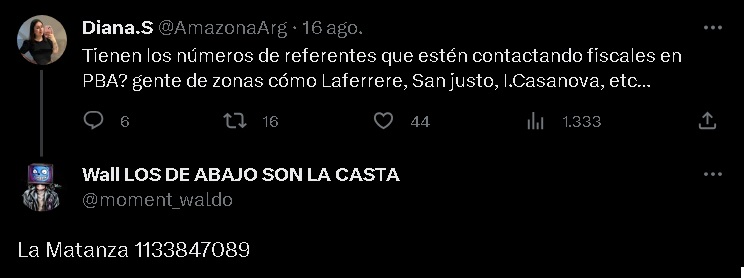 Diana.S @AmazonaArg · 16 ago.
Tienen los números de referentes que estén contactando fiscales en
PBA? gente de zonas cómo Laferrere, San justo, I.Casanova, etc...
6 16 44 1.333
Wall LOS DE ABAJO SON LA CASTA
@moment_waldo
La Matanza 1133847089